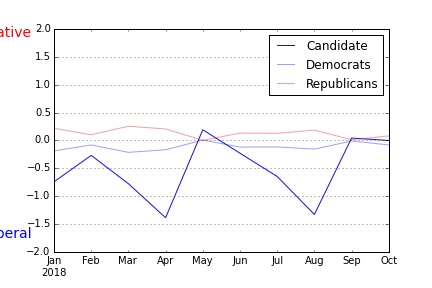 ative
2.0
1.5
1.0
0.5
0.0
−0.5
−1.0
−1.5
−2.0
beral
Candidate
Democrats
Republicans
Jan Feb Mar Apr May Jun Jul Aug Sep Oct
2018